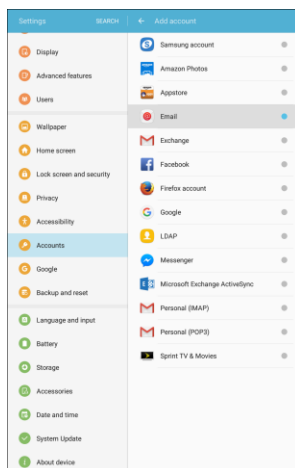 Settings
SEARCH
Add account
Display
Advanced features
Users
Wallpaper
Home screen
Lock screen and security
Privacy
Accessibility
Accounts
Google
Backup and reset
Language and input
Battery
Storage
Accessories
Date and time
System Update
About device
Samsung account
Amazon Photos
Appstore
Email
Exchange
Facebook
Firefox account
Google
LDAP
Messenger
Microsoft Exchange ActiveSync
Personal (IMAP)
Personal (POP3)
Sprint TV & Movies